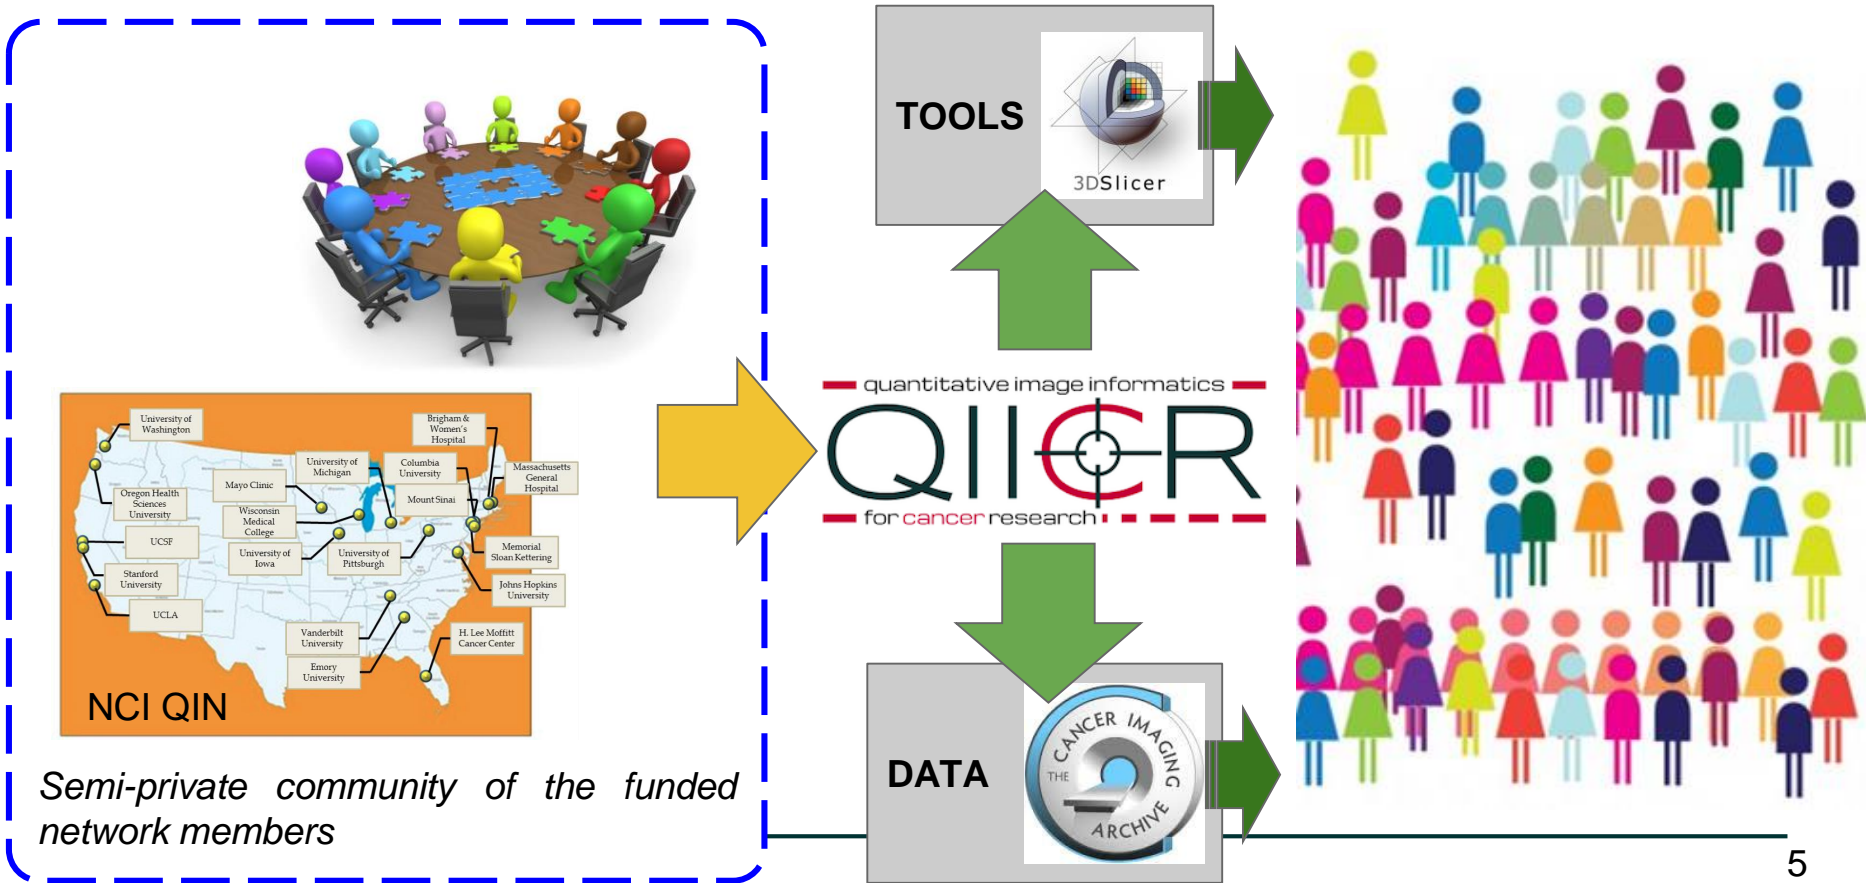 University of
Washington
Oregon Health
Sciences
University
UCSF
Stanford
University
UCLA
Mayo Clinic
Wisconsin
Medical
College
University of
Iowa
University of
Michigan
University of
Pittsburgh
Columbia
University
Mount Sinai
Brigham &
Women's
Hospital
Massachusetts
General
Hospital
Memorial
Sloan Kettering
Johns Hopkins
University
Vanderbilt
University
Emory
University
H. Lee Moffitt
Cancer Center
NCI QIN
Semi-private community of the funded
network members
TOOLS
3DSlicer
quantitative image informatics
QIICR
for cancer research
DATA
THE CANCER IMAGING
ARCHIVE
5